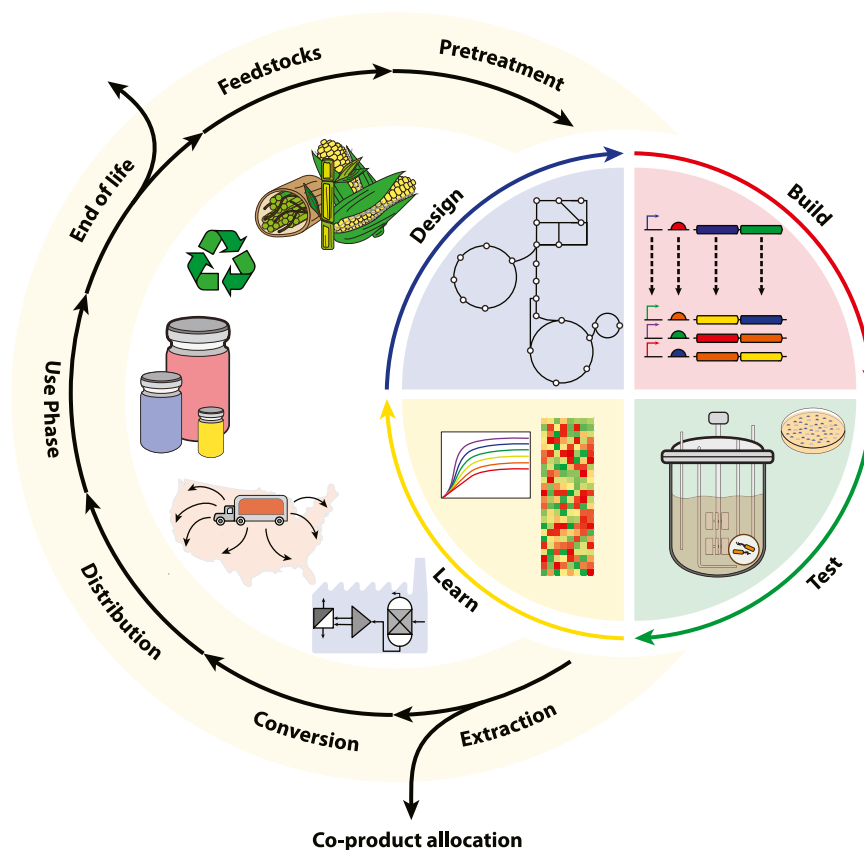 Feedstocks
Pretreatment
End of life
Design
Build
Use Phase
Learn
Test
Distribution
Conversion
Extraction
Co-product allocation